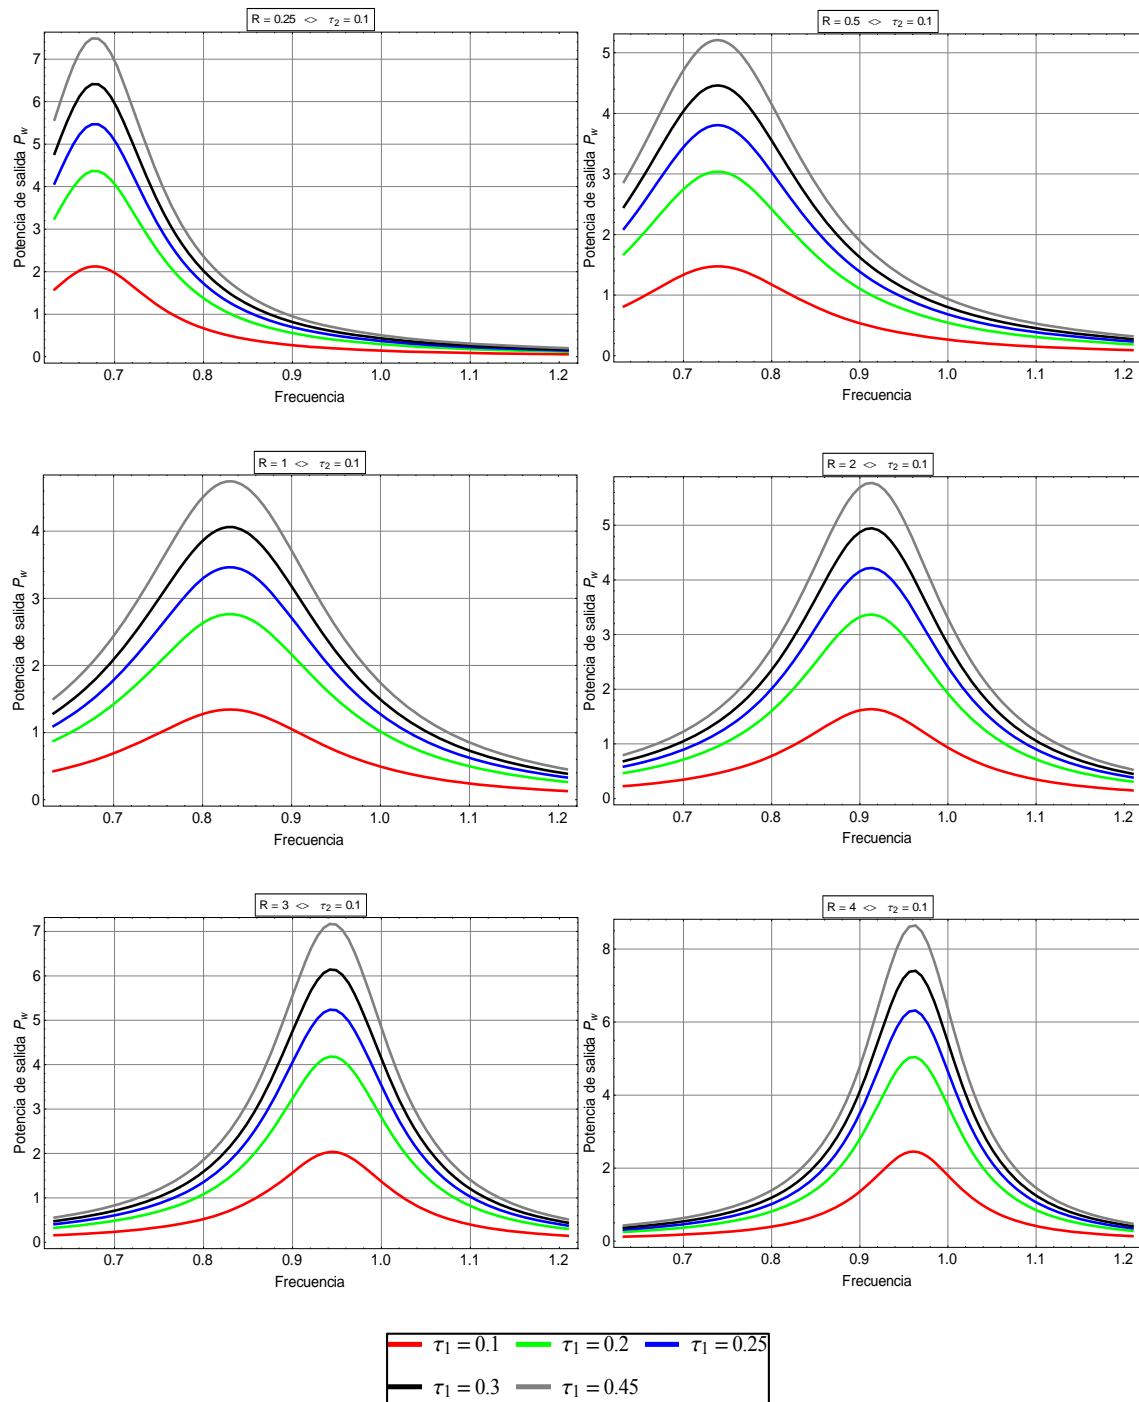 R = 0.25 <> τ2 = 0.1
Potencia de salida Pw
7
6
5
4
3
2
1
0
0.7 0.8 0.9 1.0 1.1 1.2
Frecuencia
R = 0.5 <> τ2 = 0.1
Potencia de salida Pw
5
4
3
2
1
0
0.7 0.8 0.9 1.0 1.1 1.2
Frecuencia
R = 1 <> τ2 = 0.1
Potencia de salida Pw
4
3
2
1
0
0.7 0.8 0.9 1.0 1.1 1.2
Frecuencia
R = 2 <> τ2 = 0.1
Potencia de salida Pw
5
4
3
2
1
0
0.7 0.8 0.9 1.0 1.1 1.2
Frecuencia
R = 3 <> τ2 = 0.1
Potencia de salida Pw
7
6
5
4
3
2
1
0
0.7 0.8 0.9 1.0 1.1 1.2
Frecuencia
R = 4 <> τ2 = 0.1
Potencia de salida Pw
8
6
4
2
0
0.7 0.8 0.9 1.0 1.1 1.2
Frecuencia
τ1 = 0.1 τ1 = 0.2 τ1 = 0.25
τ1 = 0.3 τ1 = 0.45